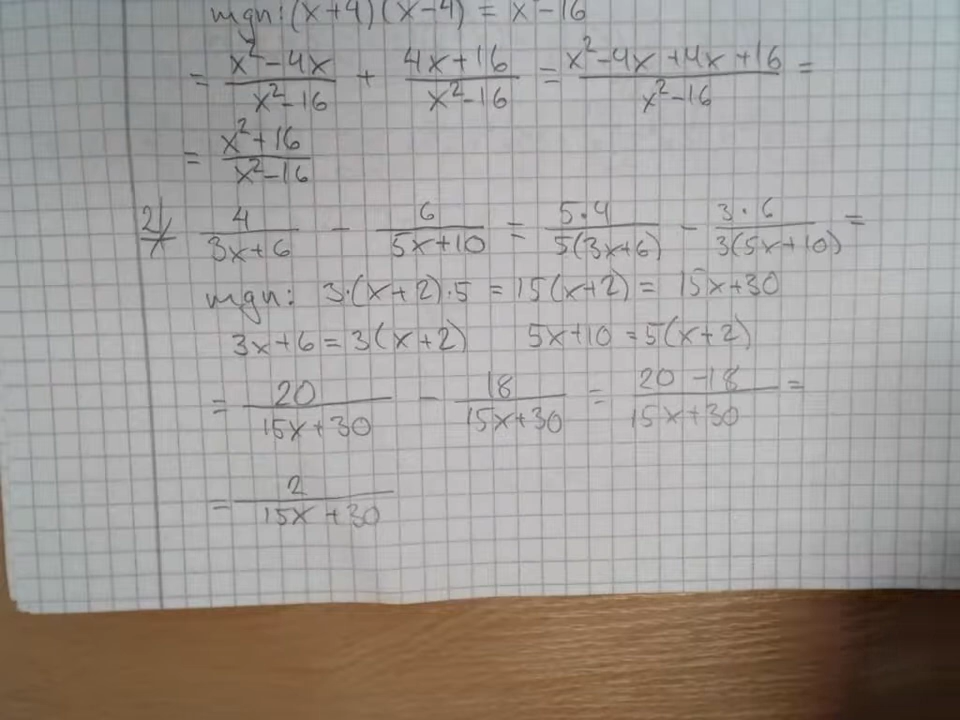 mgn: (x+4)(x-4) = x²-16
= x²-4x/x²-16 + 4x+16/x²-16 = x²-4x+4x+16/x²-16 =
= x²+16/x²-16
2/ 4/3x+6 - 6/5x+10 = 5·4/5(3x+6) - 3·6/3(5x+10) =
mgn: 3·(x+2)·5 = 15(x+2) = 15x+30
3x+6 = 3(x+2) 5x+10 = 5(x+2)
= 20/15x+30 - 18/15x+30 = 20-18/15x+30 =
= 2/15x+30